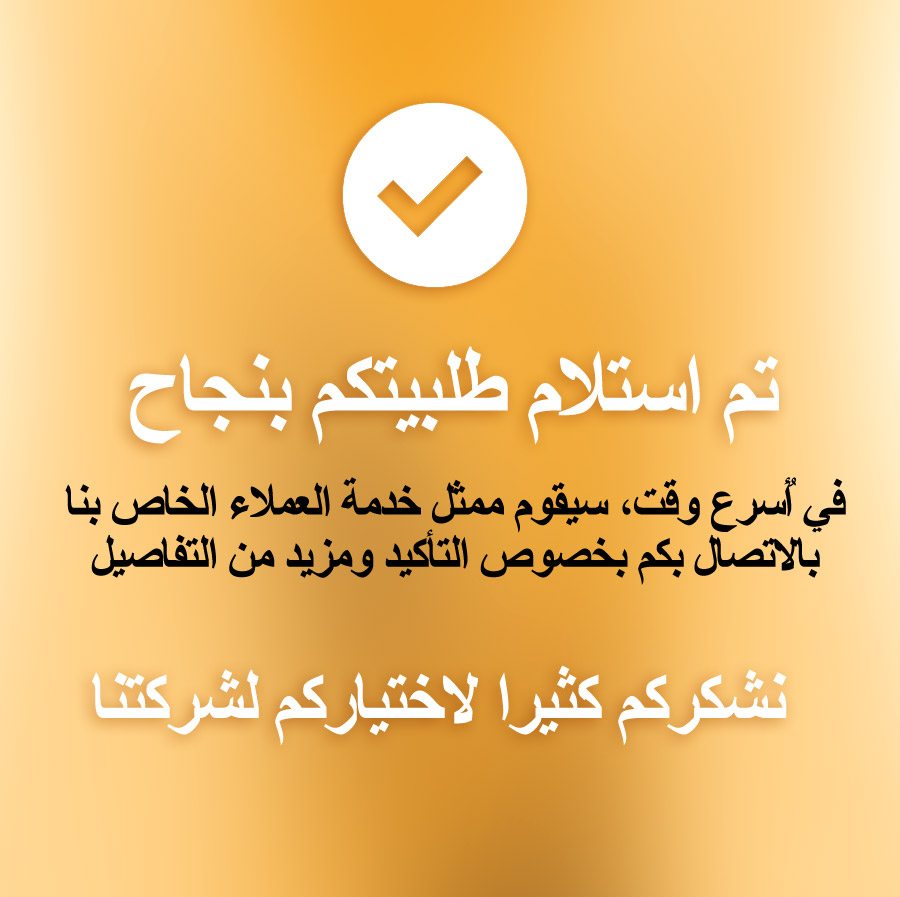 تم استلام طلبيتكم بنجاح
في أُسرع وقت، سيقوم ممثل خدمة العملاء الخاص بنا
بالاتصال بكم بخصوص التأكيد ومزيد من التفاصيل
نشكركم كثيرا لاختياركم لشركتنا